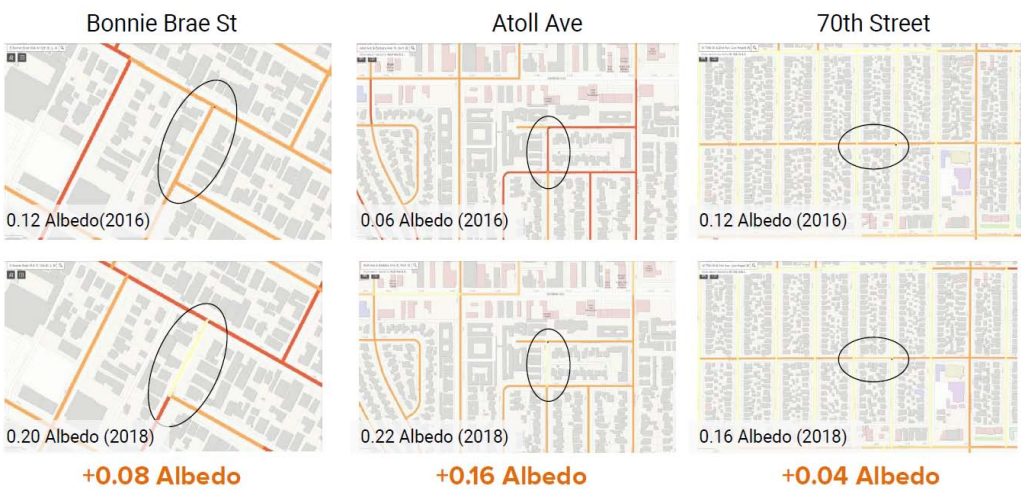 Bonnie Brae St
Atoll Ave
70th Street
0.12 Albedo(2016)
0.06 Albedo (2016)
0.12 Albedo (2016)
0.20 Albedo (2018)
0.22 Albedo (2018)
0.16 Albedo (2018)
+0.08 Albedo
+0.16 Albedo
+0.04 Albedo